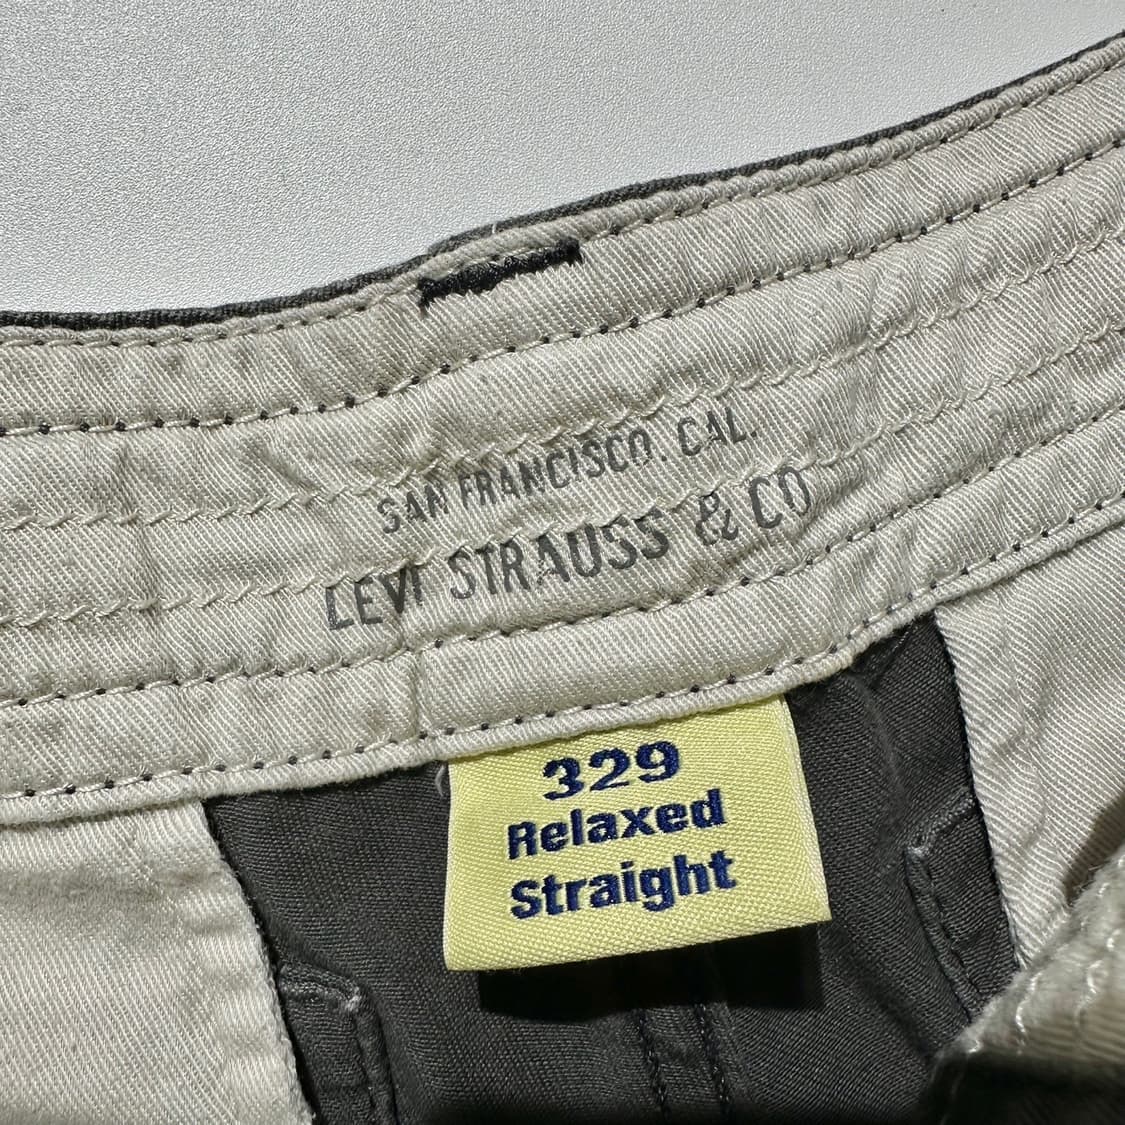 SAN FRANCISCO. CAL.
LEVI STRAUSS & CO
329
Relaxed
Straight